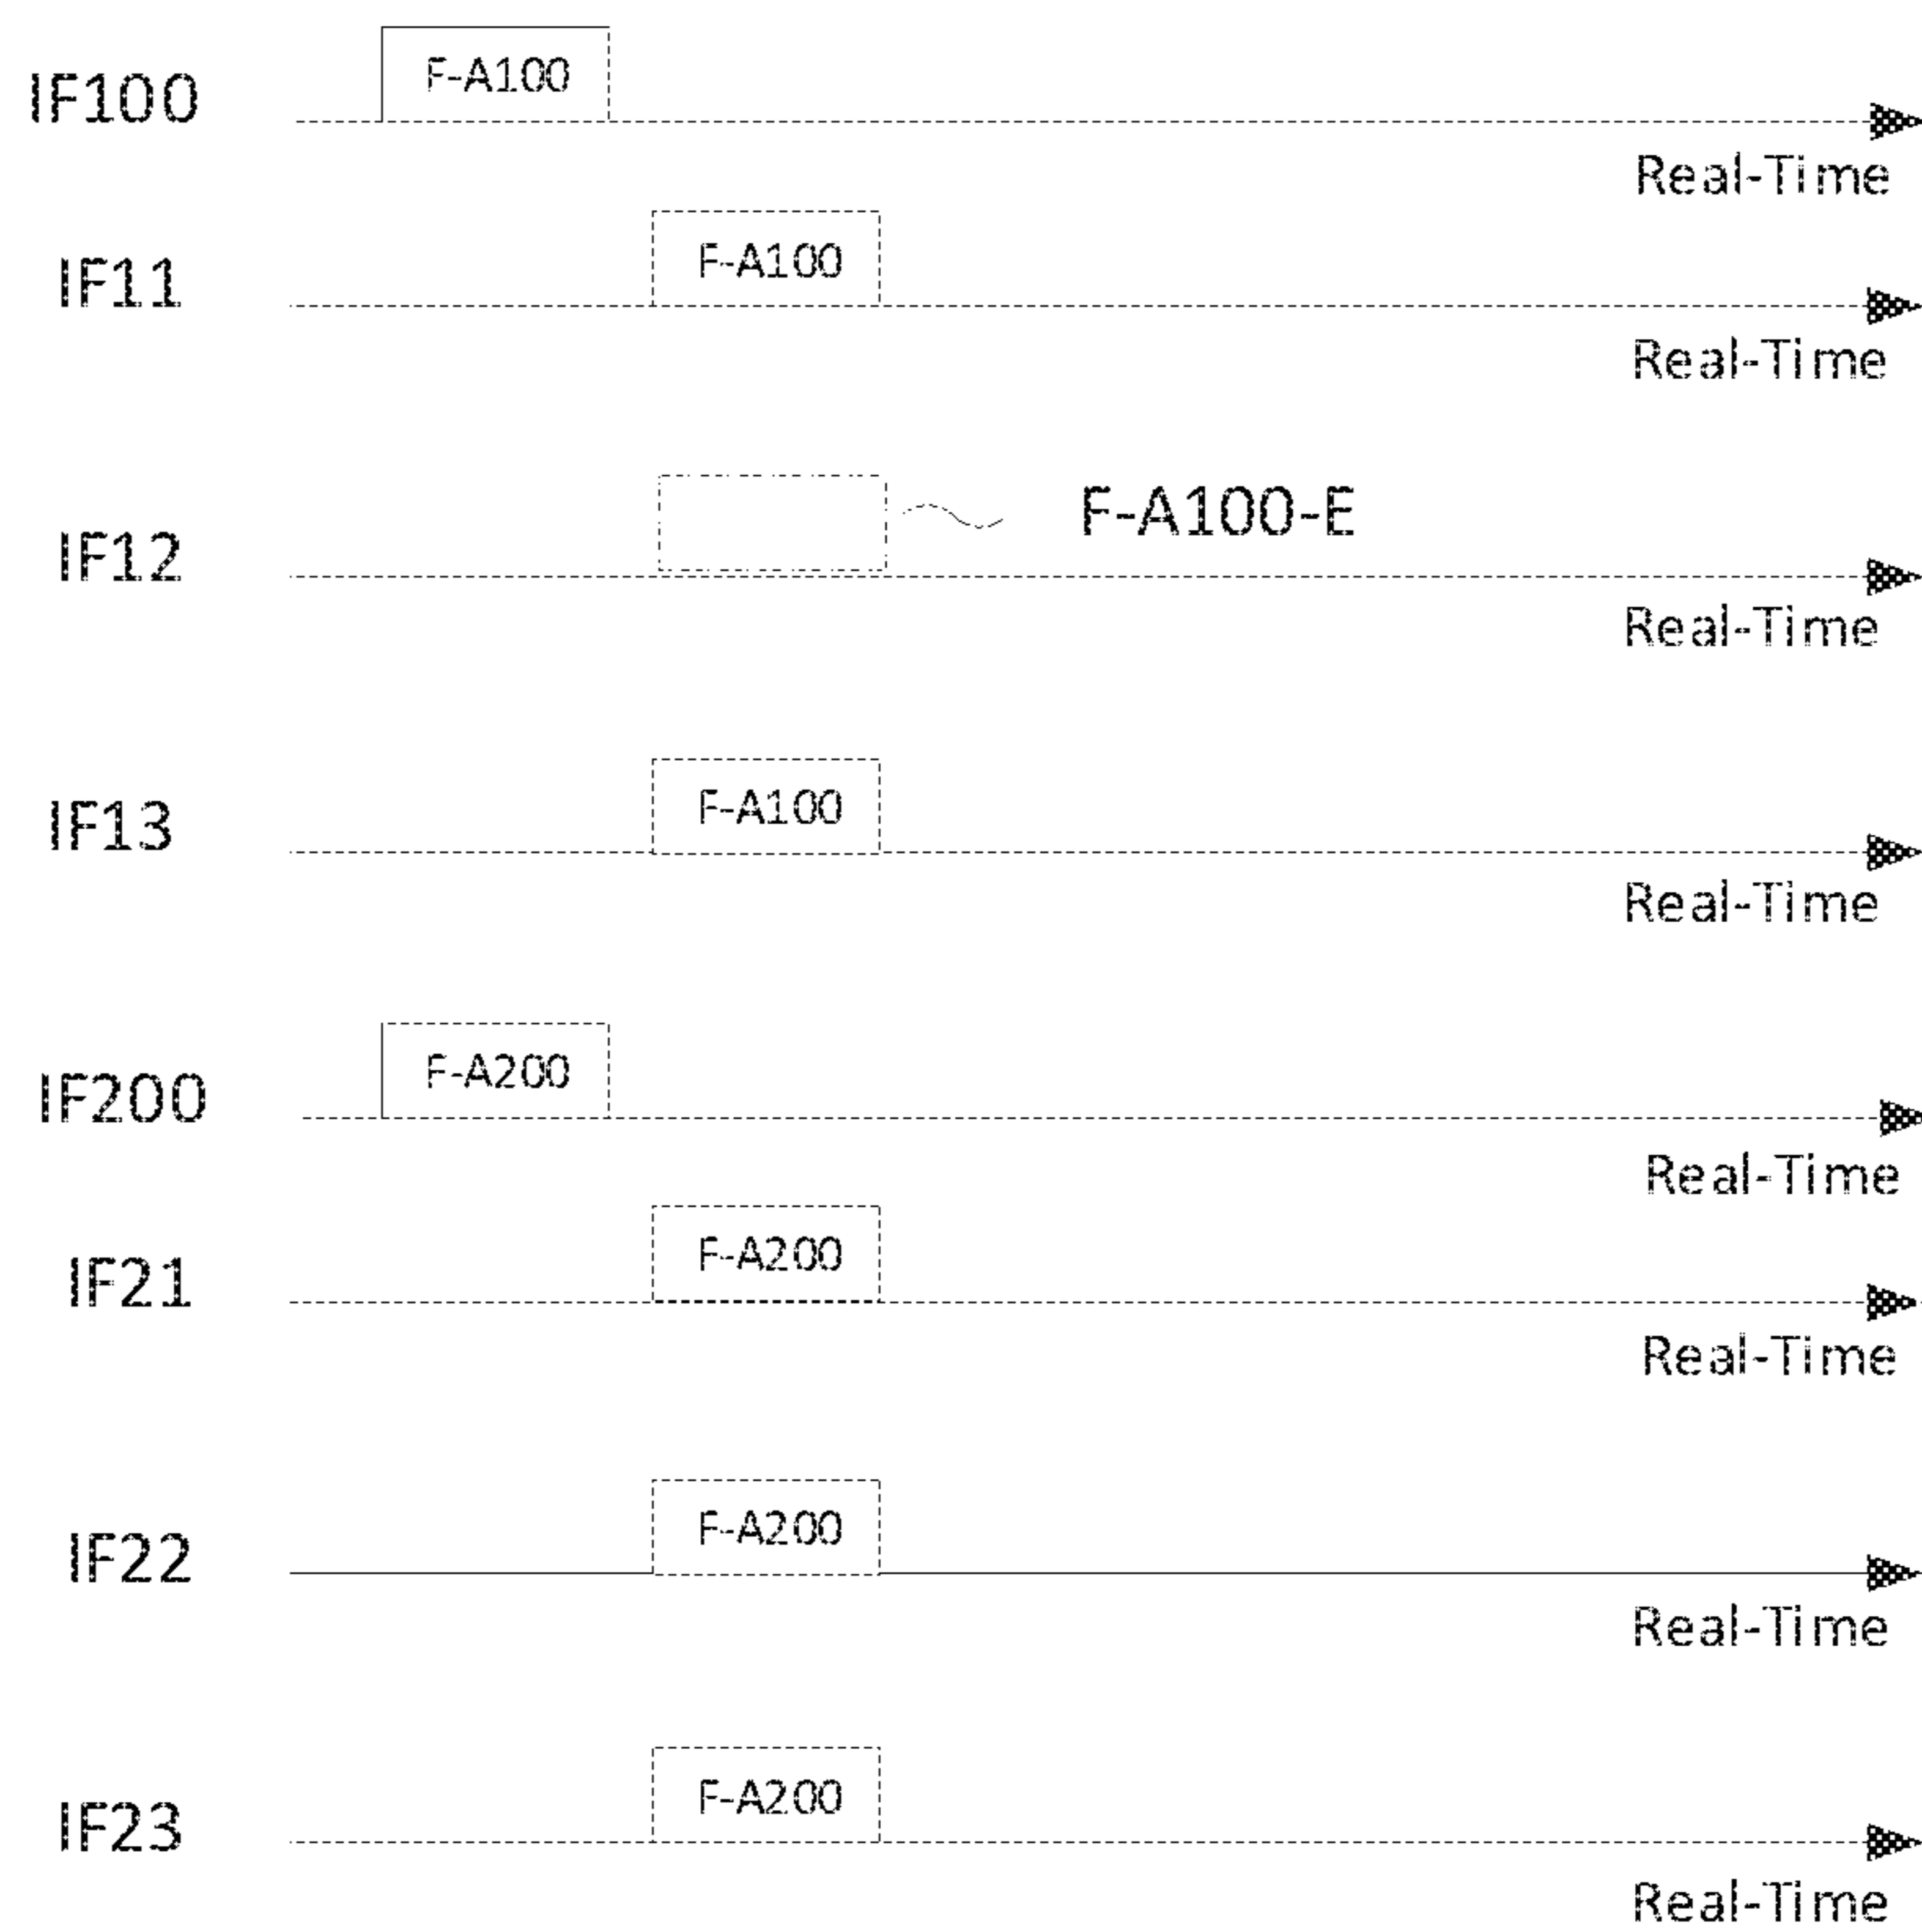 F-A100
IF100
Real-Time
F-A100
IF11
Real-Time
F-A100-E
IF12
Real-Time
F-A100
IF13
Real-Time
F-A200
IF200
Real-Time
F-A200
IF21
Real-Time
F-A200
IF22
Real-Time
F-A200
IF23
Real-Time